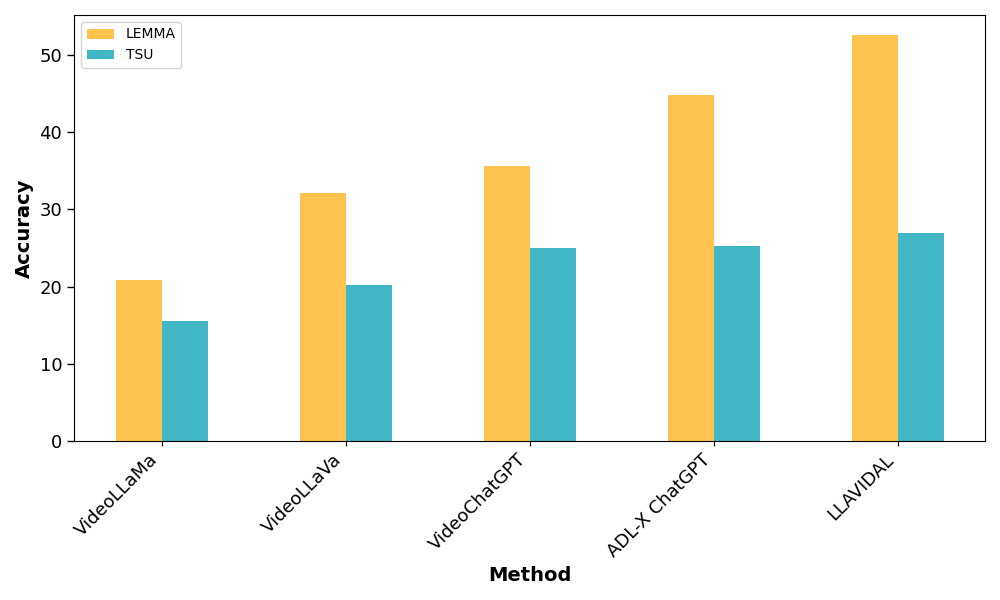 LEMMA
TSU
50
40
30
20
10
0
Accuracy
VideoLLaMa
VideoLLaVa
VideoChatGPT
ADL-X ChatGPT
LLAVIDAL
Method